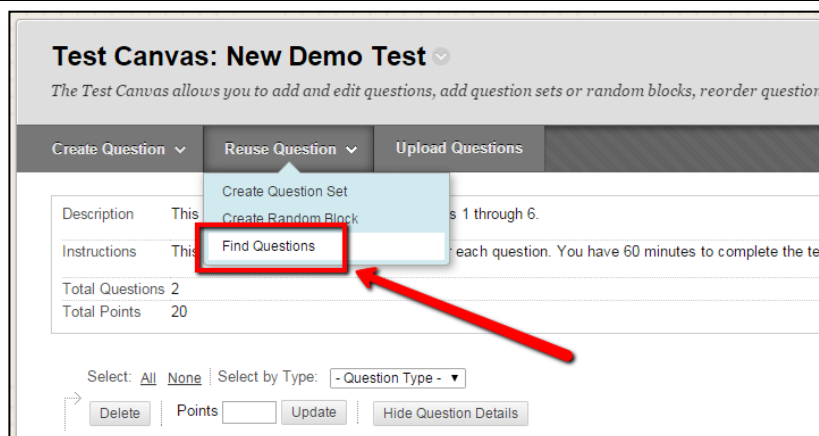 Test Canvas: New Demo Test
The Test Canvas allows you to add and edit questions, add question sets or random blocks, reorder question
Create Question Reuse Question Upload Questions
Create Question Set
Description This s 1 through 6.
Create Random Block
Find Questions
Instructions This each question. You have 60 minutes to complete the te
Total Questions 2
Total Points 20
Select: All None Select by Type: - Question Type -
Delete Points Update Hide Question Details